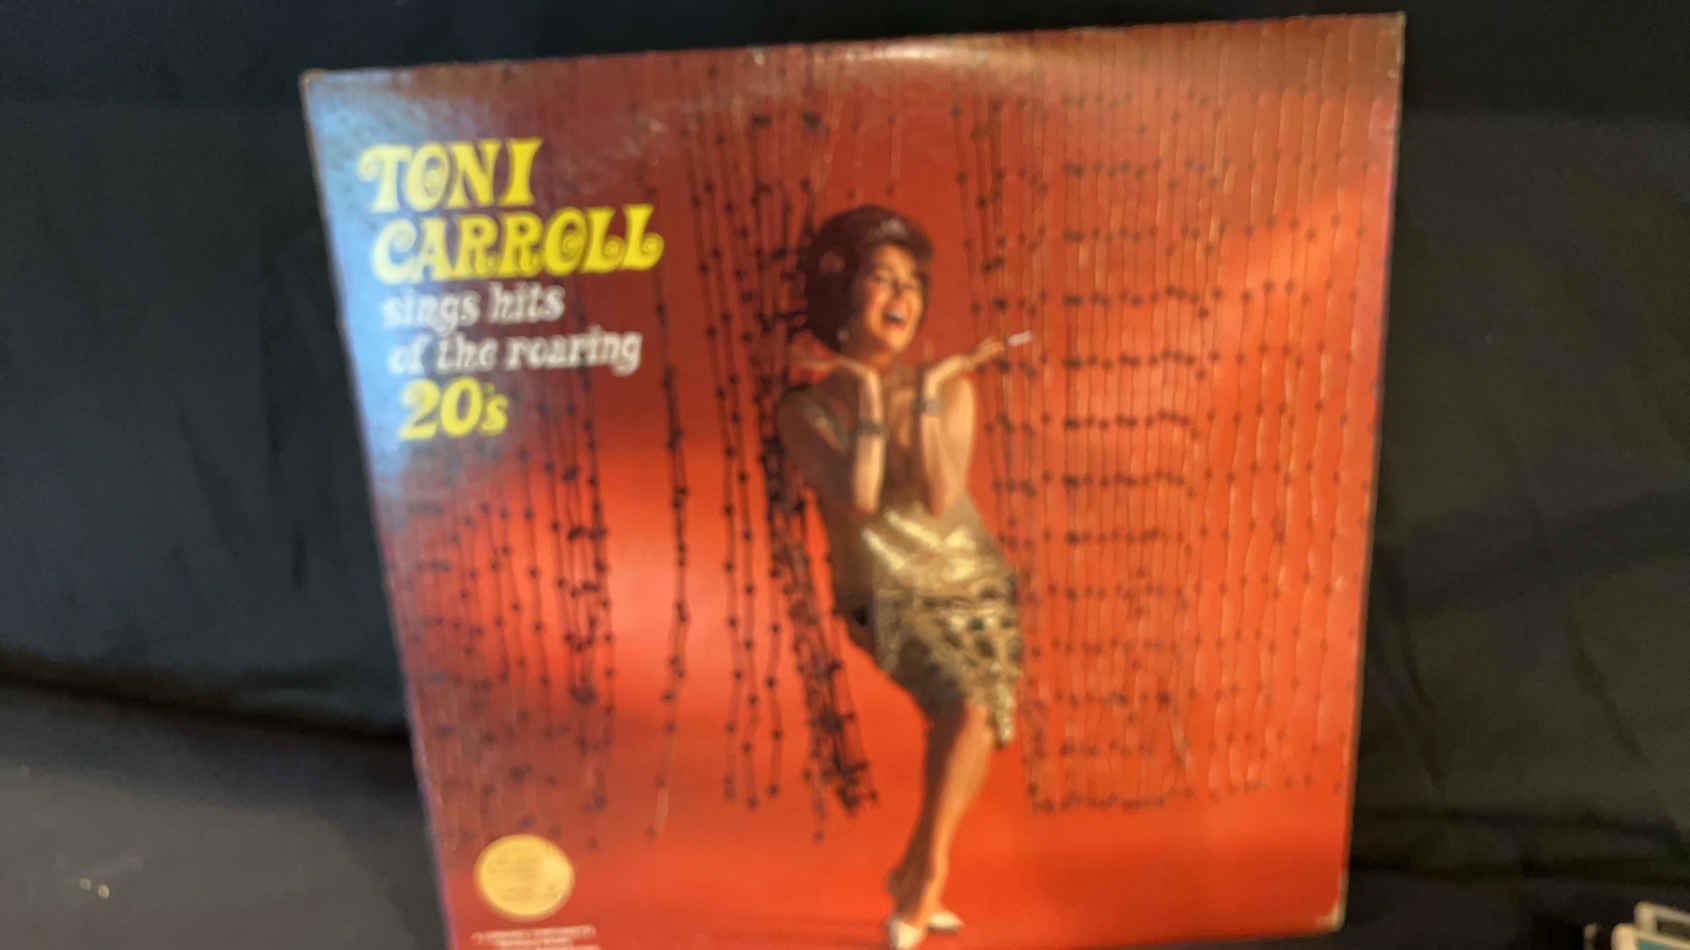 TONI
CARROLL
sings hits
of the roaring
20's